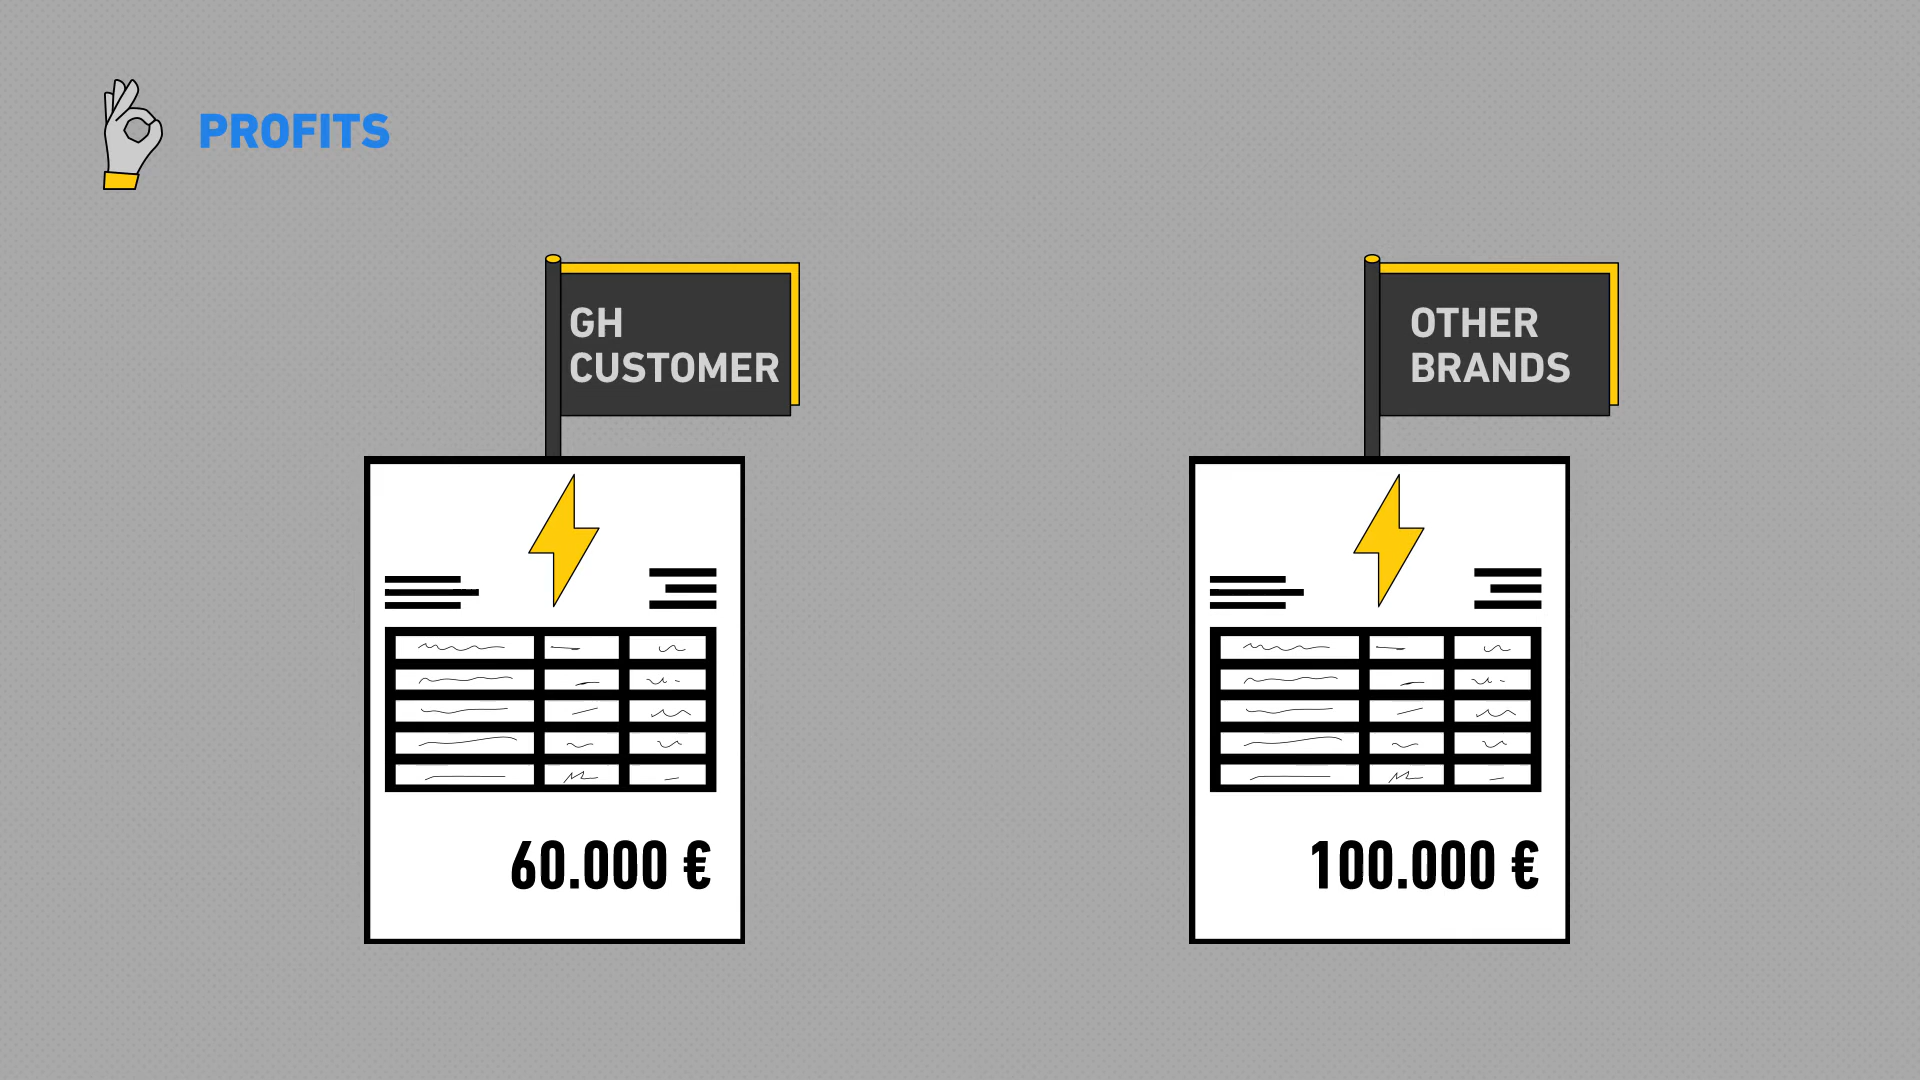 PROFITS
GH
CUSTOMER
OTHER
BRANDS
60.000 €
100.000 €